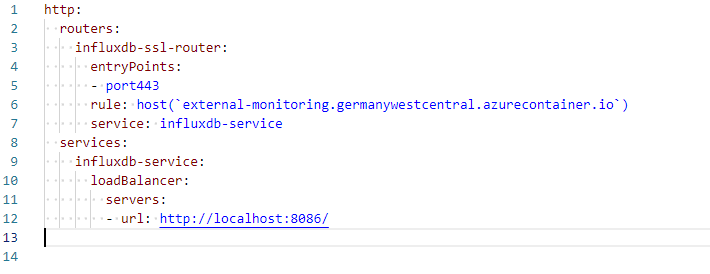 1 http:
2   routers:
3     influxdb-ssl-router:
4       entryPoints:
5       - port443
6       rule: host(`external-monitoring.germanywestcentral.azurecontainer.io`)
7       service: influxdb-service
8   services:
9     influxdb-service:
10       loadBalancer:
11         servers:
12         - url: http://localhost:8086/
13
14